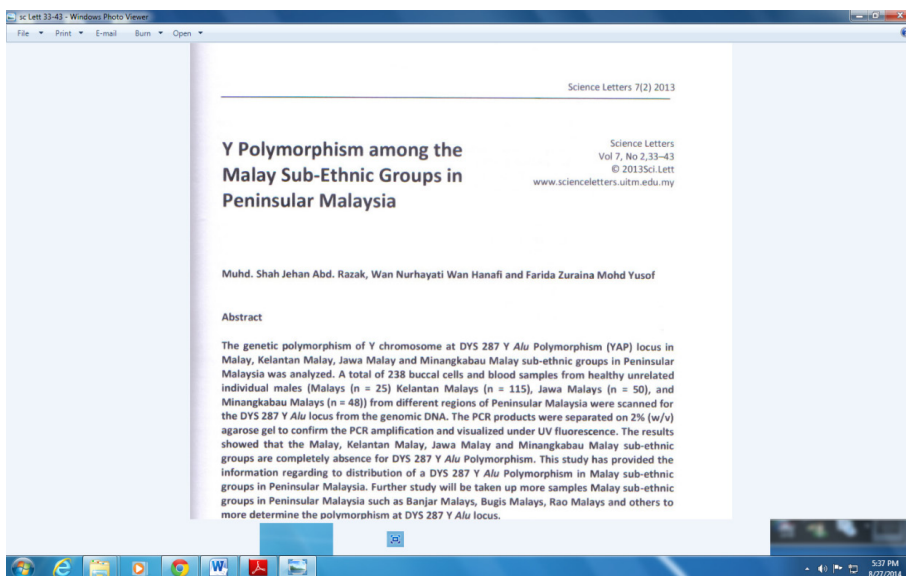 sc Lett 33-43 - Windows Photo Viewer
File Print E-mail Burn Open
Science Letters 7(2) 2013
Y Polymorphism among the
Malay Sub-Ethnic Groups in
Peninsular Malaysia
Science Letters
Vol 7, No 2,33–43
© 2013Sci.Lett
www.scienceletters.uitm.edu.my
Muhd. Shah Jehan Abd. Razak, Wan Nurhayati Wan Hanafi and Farida Zuraina Mohd Yusof
Abstract
The genetic polymorphism of Y chromosome at DYS 287 Y Alu Polymorphism (YAP) locus in
Malay, Kelantan Malay, Jawa Malay and Minangkabau Malay sub-ethnic groups in Peninsular
Malaysia was analyzed. A total of 238 buccal cells and blood samples from healthy unrelated
individual males (Malays (n = 25) Kelantan Malays (n = 115), Jawa Malays (n = 50), and
Minangkabau Malays (n = 48)) from different regions of Peninsular Malaysia were scanned for
the DYS 287 Y Alu locus from the genomic DNA. The PCR products were separated on 2% (w/v)
agarose gel to confirm the PCR amplification and visualized under UV fluorescence. The results
showed that the Malay, Kelantan Malay, Jawa Malay and Minangkabau Malay sub-ethnic
groups are completely absence for DYS 287 Y Alu Polymorphism. This study has provided the
information regarding to distribution of a DYS 287 Y Alu Polymorphism in Malay sub-ethnic
groups in Peninsular Malaysia. Further study will be taken up more samples Malay sub-ethnic
groups in Peninsular Malaysia such as Banjar Malays, Bugis Malays, Rao Malays and others to
more determine the polymorphism at DYS 287 Y Alu locus.
5:37 PM
8/27/2014